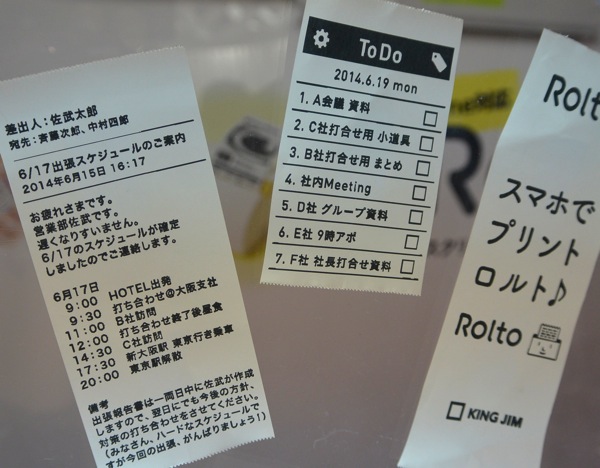 差出人：佐武太郎
宛先：斉藤次郎、中村四郎
6/17出張スケジュールのご案内
2014年6月15日 16:17
お疲れさまです。
営業部佐武です。
遅くなりすいません。
6/17のスケジュールが確定
しましたのでご連絡します。
6月17日
9:00 HOTEL出発
9:30 打ち合わせ@大阪支社
11:00 B社訪問
12:00 打ち合わせ終了後昼食
14:30 C社訪問
17:30 新大阪駅 東京行き乗車
20:00 東京駅解散
備考
出張報告書は一両日中に佐武が作成
しますので、翌日にでも今後の方針、
対策の打ち合わせをさせてください。
(みなさん、ハードなスケジュールで
すが今回の出張、がんばりましょう！)
ToDo
2014.6.19 mon
1. A会議 資料
2. C社打合せ用 小道具
3. B社打合せ用 まとめ
4. 社内Meeting
5. D社 グループ資料
6. E社 9時アポ
7. F社 社長打合せ資料
Rolto
スマホで
プリント
ロルト♪
Rolto
KING JIM